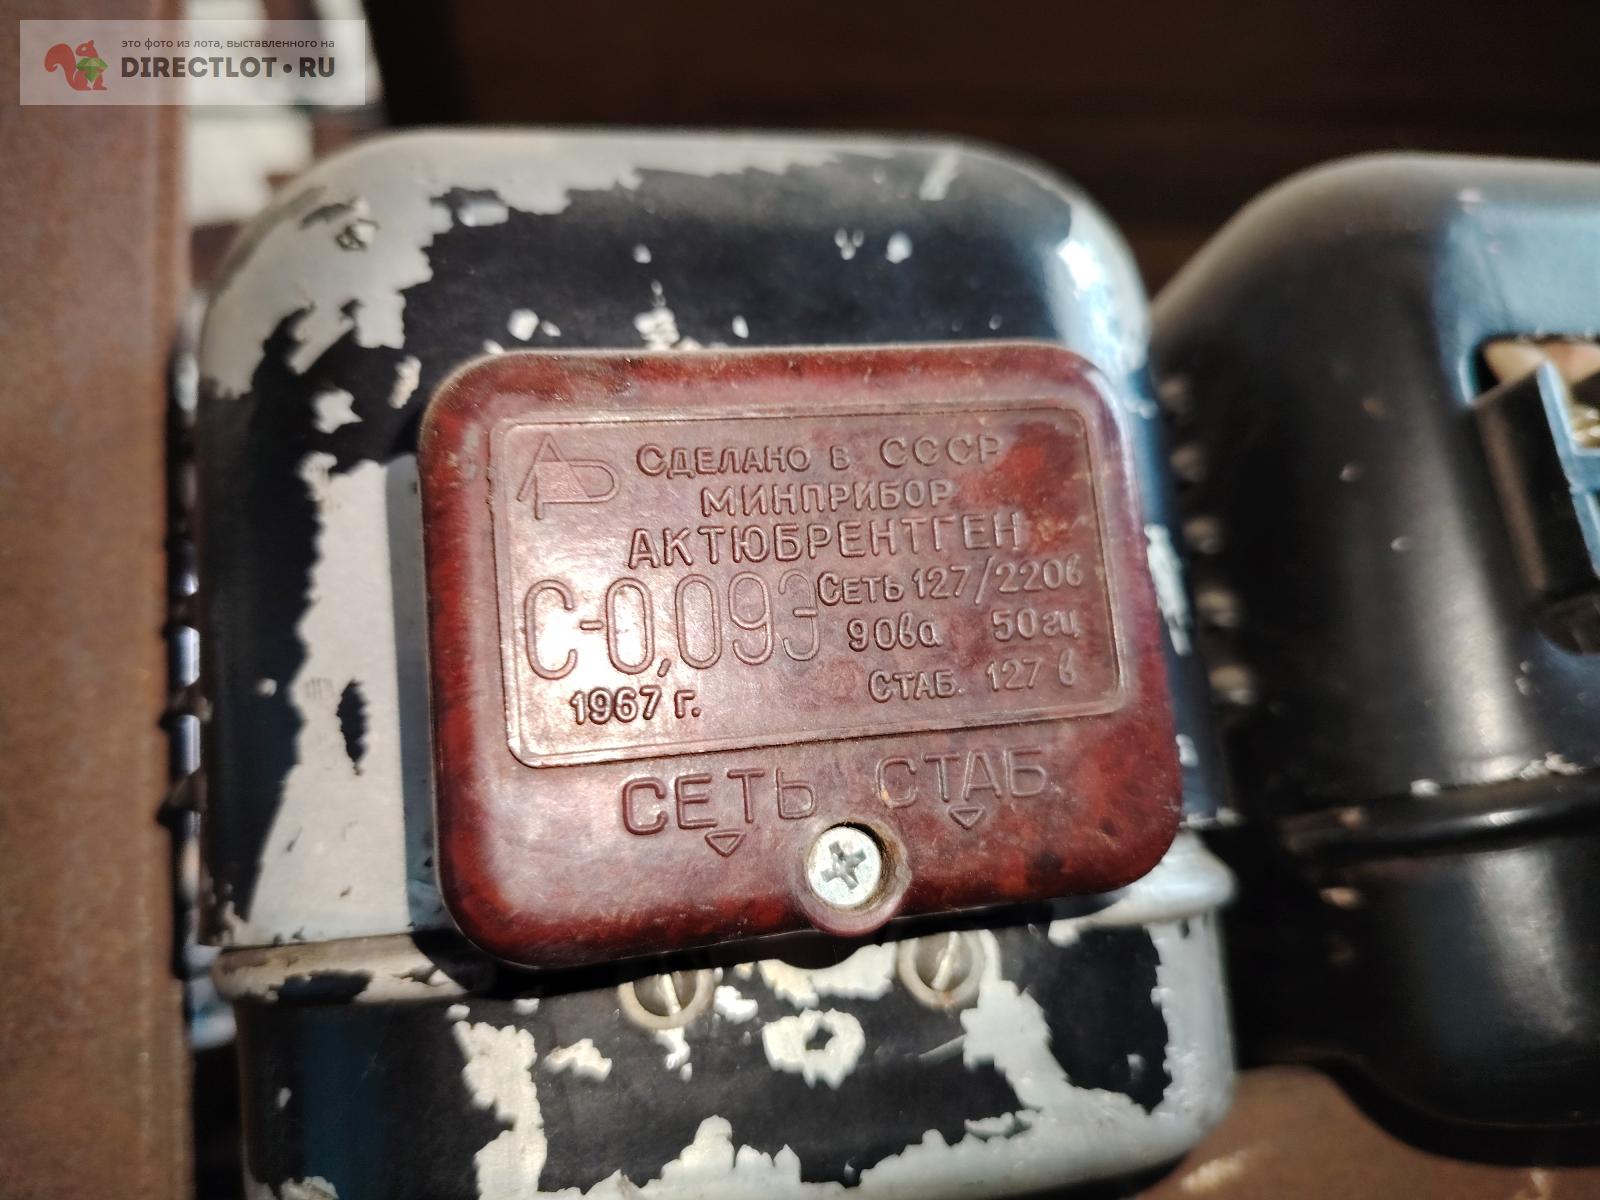 это фото из лота, выставленного на
DIRECTLOT.RU
АР
Сделано в СССР
МИНПРИБОР
АКТЮБРЕНТГЕН
С-0,09Э Сеть 127/220в
90ва 50гц
1967 г. Стаб. 127 в
СЕТЬ СТАБ.